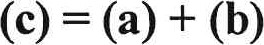 (c) = (a) + (b)